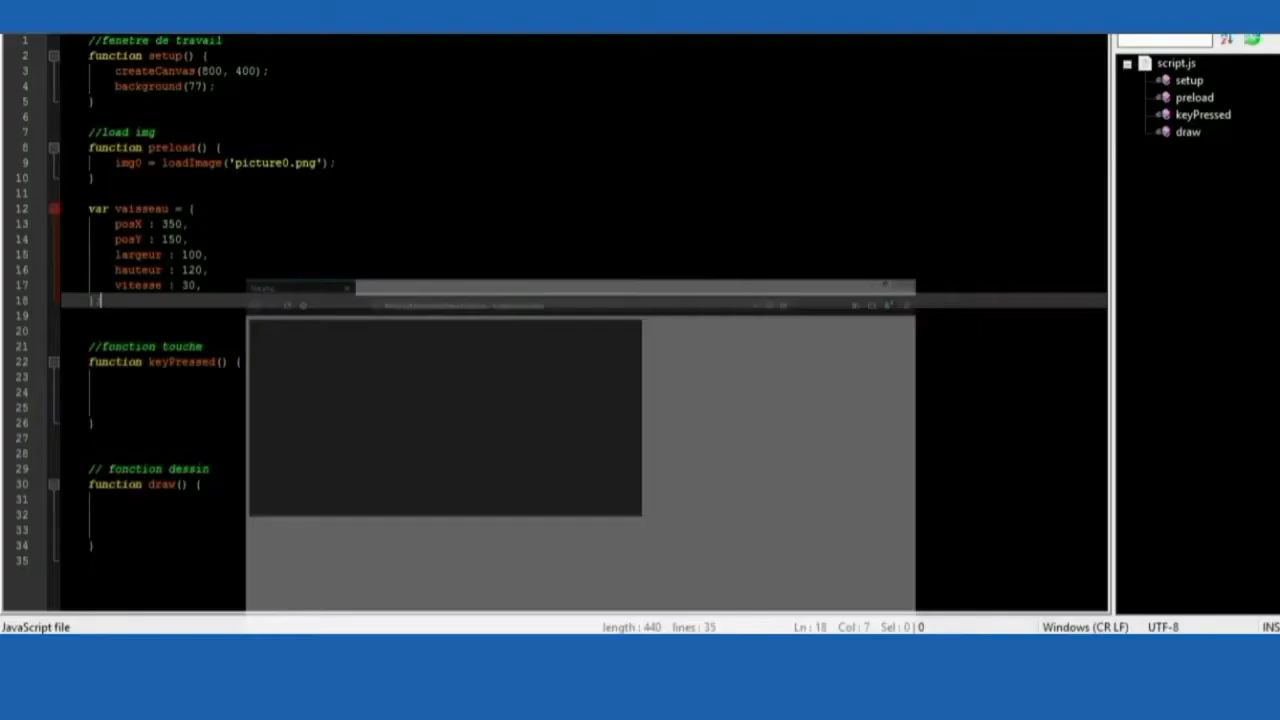 1 //fenetre de travail
2 function setup() {
3 createCanvas(800, 400);
4 background(77);
5 }
6
7 //load img
8 function preload() {
9 img0 = loadImage('picture0.png');
10 }
11
12 var vaisseau = {
13 posX : 350,
14 posY : 150,
15 largeur : 100,
16 hauteur : 120,
17 vitesse : 30,
18 }
19
20
21 //fonction touche
22 function keyPressed() {
23
24
25
26 }
27
28
29 // fonction dessin
30 function draw() {
31
32
33
34 }
35
script.js
setup
preload
keyPressed
draw
JavaScript file length : 440 lines : 35 Ln : 18 Col : 7 Sel : 0 | 0 Windows (CR LF) UTF-8 INS